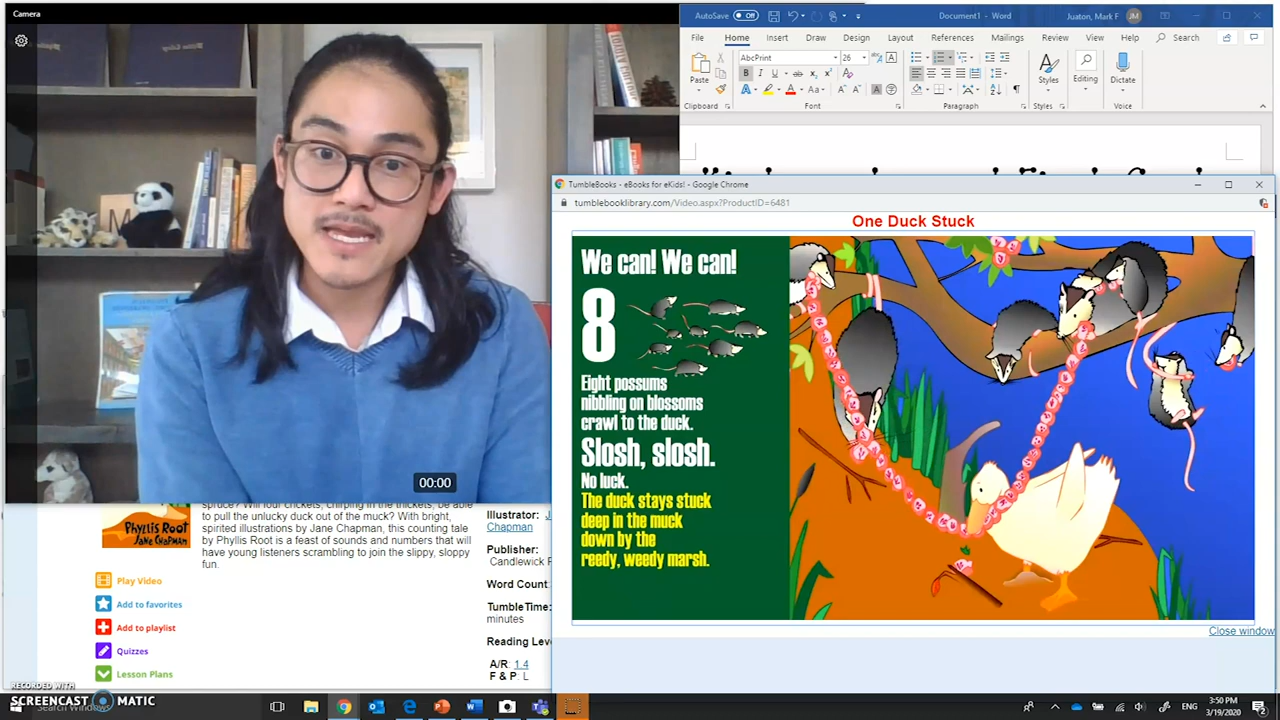 Camera
AutoSave Off
Document1 - Word
Juaton, Mark F
JM
File Home Insert Draw Design Layout References Mailings Review View Help Search
AbcPrint 26
Paste
Styles
Editing
Dictate
Clipboard Font Paragraph Styles Voice
TumbleBooks - eBooks for eKids! - Google Chrome
tumblebooklibrary.com/Video.aspx?ProductID=6481
One Duck Stuck
We can! We can!
8
Eight possums
nibbling on blossoms
crawl to the duck.
Slosh, slosh.
No luck.
The duck stays stuck
deep in the muck
down by the
reedy, weedy marsh.
Close window
00:00
spruce? Will four crickets, chirping in the thickets, be able
to pull the unlucky duck out of the muck? With bright,
spirited illustrations by Jane Chapman, this counting tale
by Phyllis Root is a feast of sounds and numbers that will
have young listeners scrambling to join the slippy, sloppy
fun.
PHYLLIS ROOT
JANE CHAPMAN
Play Video
Add to favorites
Add to playlist
Quizzes
Lesson Plans
Illustrator: J
Chapman
Publisher:
Candlewick
Word Count
TumbleTime:
minutes
Reading Leve
A/R: 1.4
F & P: L
RECORDED WITH
SCREENCAST MATIC
Search Windows
ENG
3:50 PM
3/19/2020
2